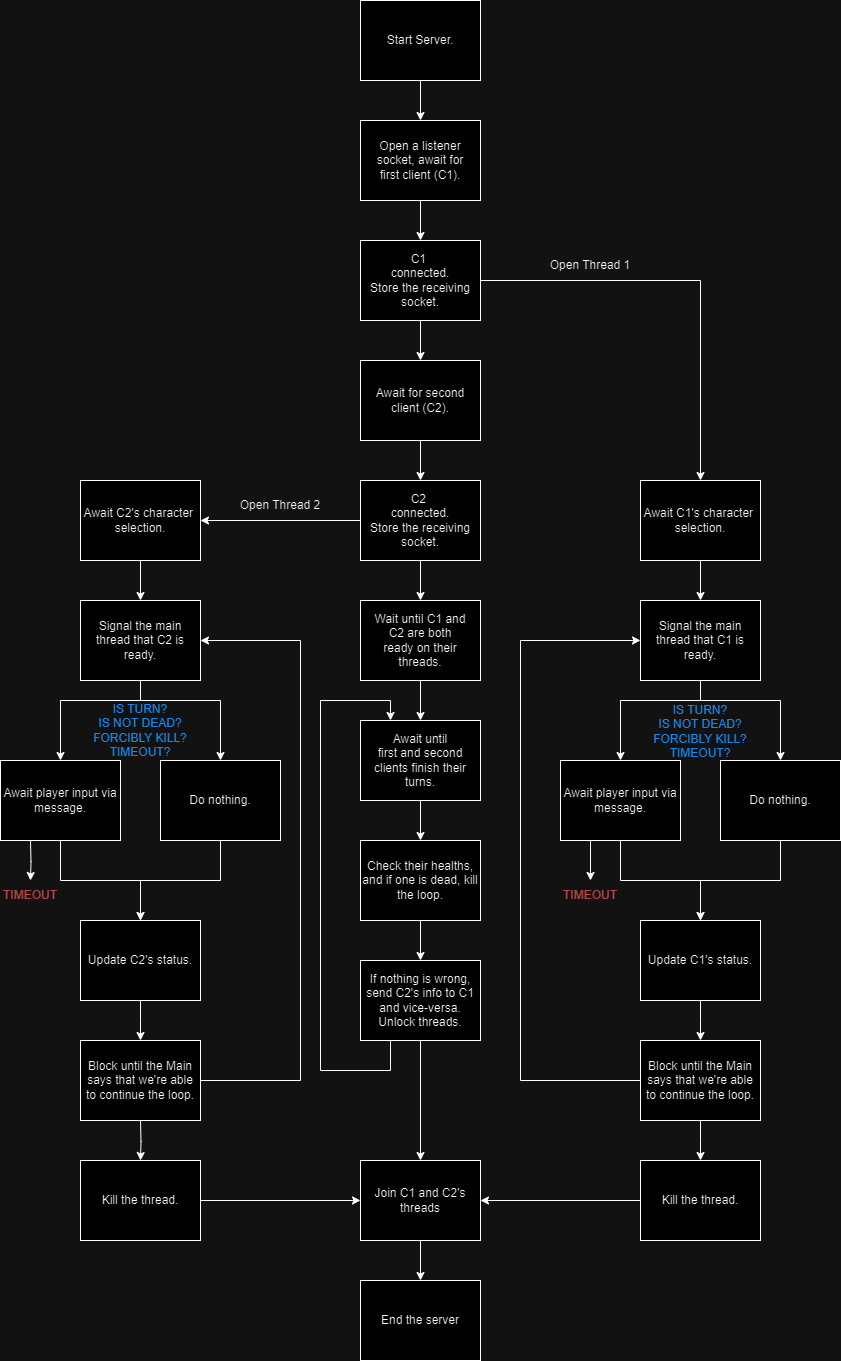 Start Server.
Open a listener
socket, await for
first client (C1).
C1
connected.
Store the receiving
socket.
Open Thread 1
Await for second
client (C2).
Await C2's character
selection.
Open Thread 2
C2
connected.
Store the receiving
socket.
Await C1's character
selection.
Signal the main
thread that C2 is
ready.
Wait until C1 and
C2 are both
ready on their
threads.
Signal the main
thread that C1 is
ready.
IS TURN?
IS NOT DEAD?
FORCIBLY KILL?
TIMEOUT?
IS TURN?
IS NOT DEAD?
FORCIBLY KILL?
TIMEOUT?
Await player input via
message.
Do nothing.
Await until
first and second
clients finish their
turns.
Await player input via
message.
Do nothing.
TIMEOUT
Check their healths,
and if one is dead, kill
the loop.
TIMEOUT
Update C2's status.
If nothing is wrong,
send C2's info to C1
and vice-versa.
Unlock threads.
Update C1's status.
Block until the Main
says that we're able
to continue the loop.
Block until the Main
says that we're able
to continue the loop.
Kill the thread.
Join C1 and C2's
threads
Kill the thread.
End the server